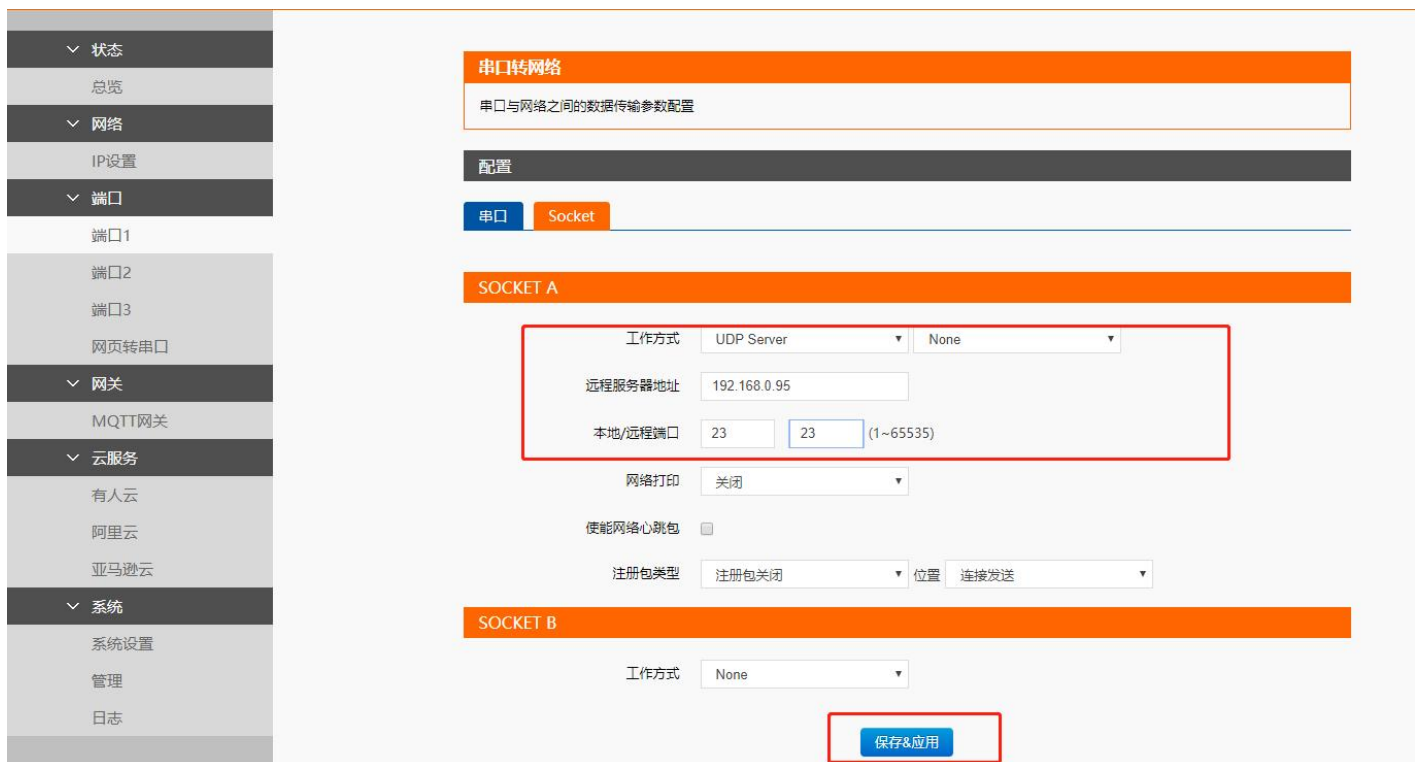 状态
总览
网络
IP设置
端口
端口1
端口2
端口3
网页转串口
网关
MQTT网关
云服务
有人云
阿里云
亚马逊云
系统
系统设置
管理
日志
串口转网络
串口与网络之间的数据传输参数配置
配置
串口 Socket
SOCKET A
工作方式 UDP Server None
远程服务器地址 192.168.0.95
本地/远程端口 23 23 (1~65535)
网络打印 关闭
使能网络心跳包
注册包类型 注册包关闭 位置 连接发送
SOCKET B
工作方式 None
保存&应用